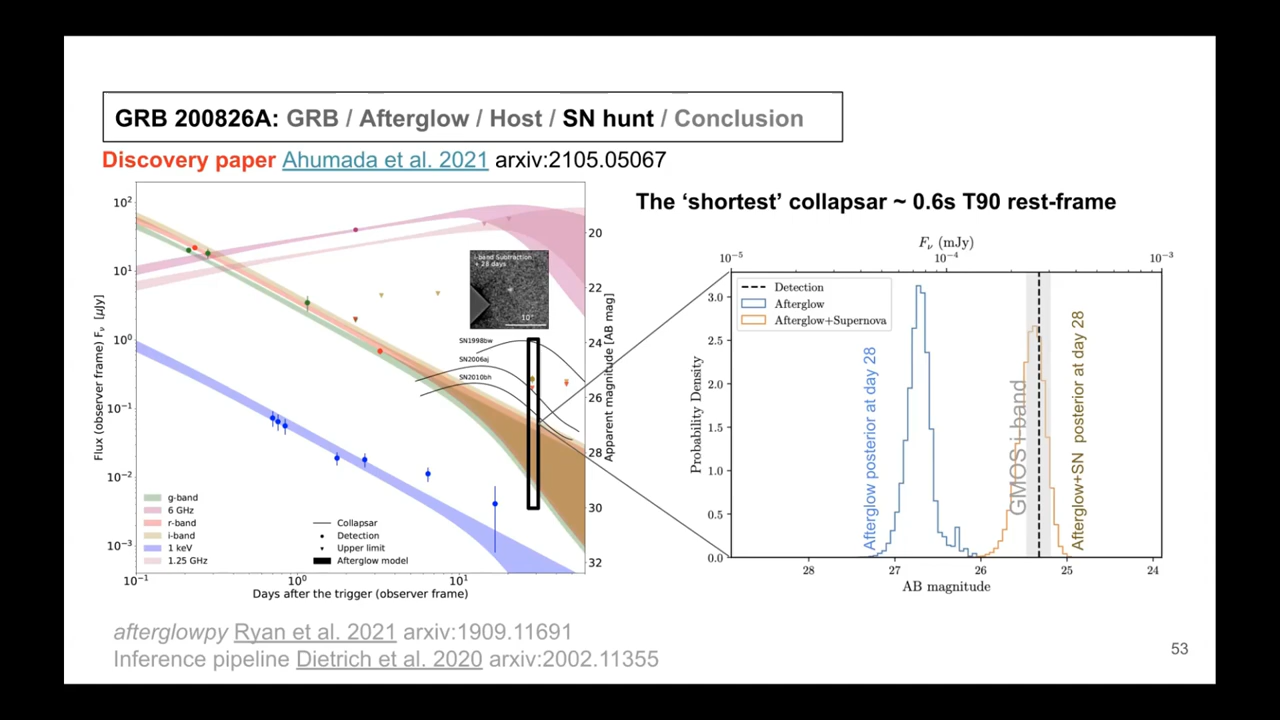 GRB 200826A: GRB / Afterglow / Host / SN hunt / Conclusion
Discovery paper Ahumada et al. 2021 arxiv:2105.05067
The ‘shortest’ collapsar ~ 0.6s T90 rest-frame
10²
10¹
10⁰
10⁻¹
10⁻²
10⁻³
Flux (observer frame) Fᵥ [μJy]
20
22
24
26
28
30
32
Apparent magnitude [AB mag]
i-band Subtraction
+ 28 days
10"
SN1998bw
SN2006aj
SN2010bh
g-band
6 GHz
r-band
i-band
1 keV
1.25 GHz
Collapsar
Detection
Upper limit
Afterglow model
10⁻¹
10⁰
10¹
Days after the trigger (observer frame)
Fᵥ (mJy)
10⁻⁵
10⁻⁴
10⁻³
Detection
Afterglow
Afterglow+Supernova
3.0
2.5
2.0
1.5
1.0
0.5
0.0
Probability Density
Afterglow posterior at day 28
GMOS i-band
Afterglow+SN posterior at day 28
28
27
26
25
24
AB magnitude
afterglowpy Ryan et al. 2021 arxiv:1909.11691
Inference pipeline Dietrich et al. 2020 arxiv:2002.11355
53